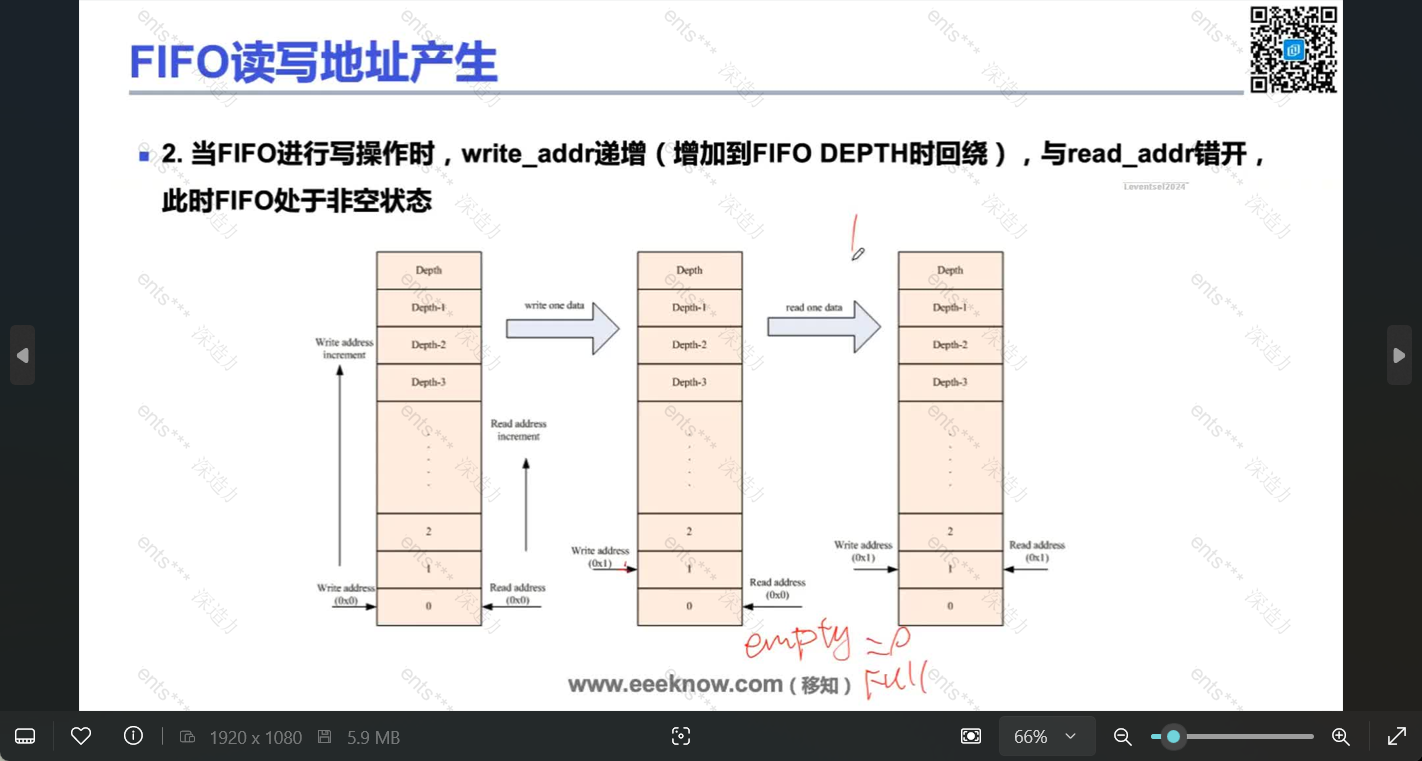 FIFO读写地址产生
2. 当FIFO进行写操作时，write_addr递增（增加到FIFO DEPTH时回绕），与read_addr错开，
此时FIFO处于非空状态
Leventsel2024
Depth
Depth-1
Depth-2
Depth-3
2
1
0
Write address
increment
Read address
increment
Write address
(0x0)
Read address
(0x0)
write one data
Depth
Depth-1
Depth-2
Depth-3
2
1
0
Write address
(0x1)
Read address
(0x0)
read one data
Depth
Depth-1
Depth-2
Depth-3
2
1
0
Write address
(0x1)
Read address
(0x1)
empty =0
Full
www.eeeknow.com（移知）
ents*** 深造
1920 x 1080
5.9 MB
66%